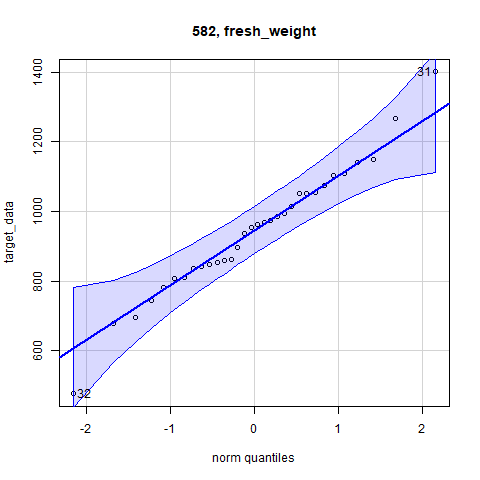 582, fresh_weight
target_data
1400
1200
1000
800
600
31
32
-2 -1 0 1 2
norm quantiles